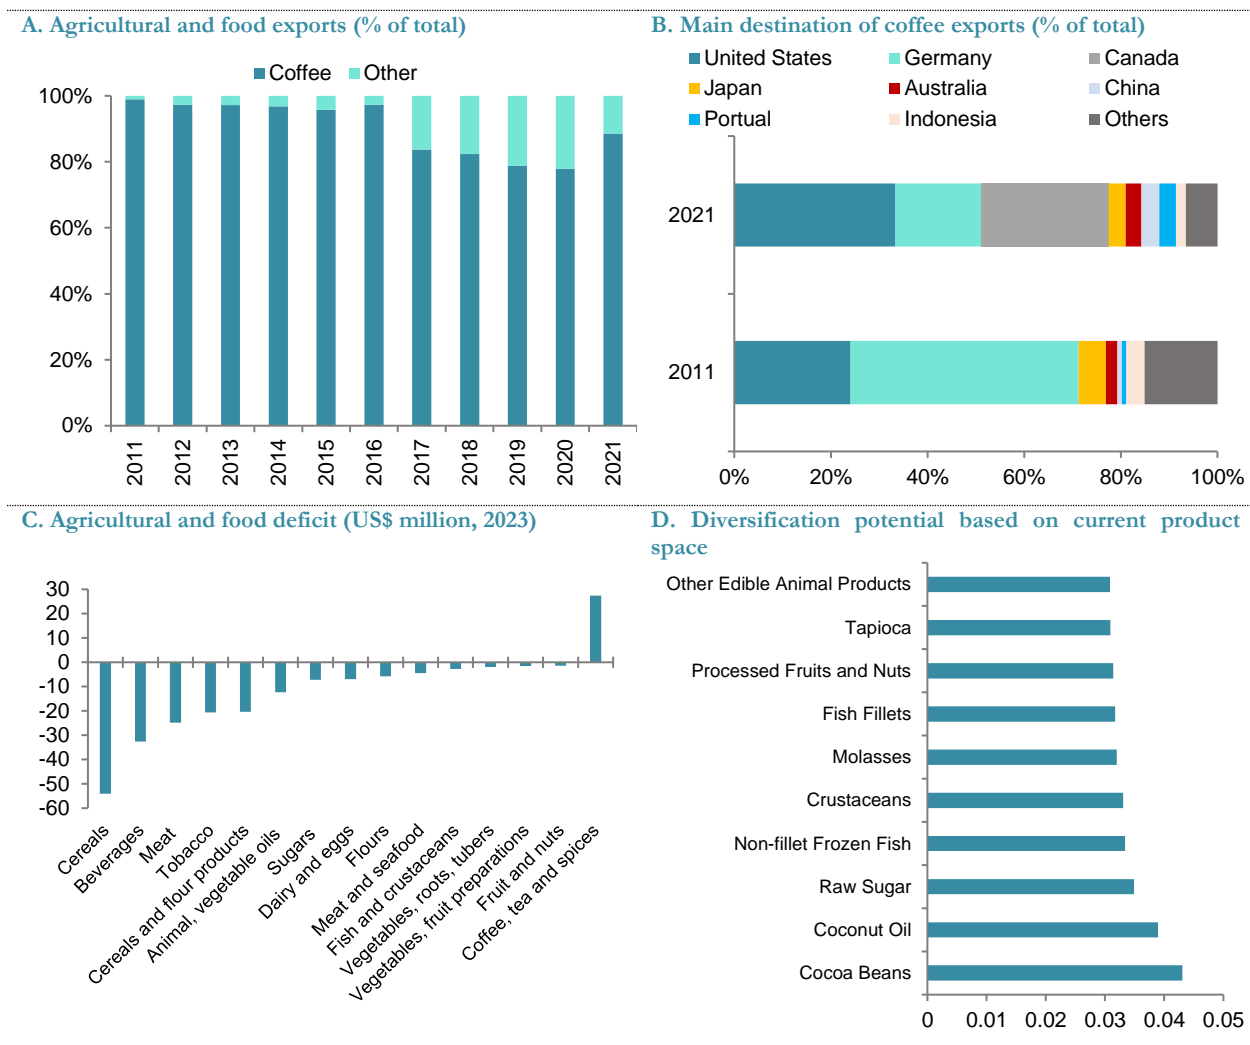 A. Agricultural and food exports (% of total)
Coffee Other
100%
80%
60%
40%
20%
0%
2011 2012 2013 2014 2015 2016 2017 2018 2019 2020 2021
B. Main destination of coffee exports (% of total)
United States Germany Canada
Japan Australia China
Portual Indonesia Others
2021
2011
0% 20% 40% 60% 80% 100%
C. Agricultural and food deficit (US$ million, 2023)
30
20
10
0
-10
-20
-30
-40
-50
-60
Cereals
Beverages
Meat
Tobacco
Cereals and flour products
Animal, vegetable oils
Sugars
Dairy and eggs
Flours
Meat and seafood
Fish and crustaceans
Vegetables, roots, tubers
Vegetables, fruit preparations
Fruit and nuts
Coffee, tea and spices
D. Diversification potential based on current product
space
Other Edible Animal Products
Tapioca
Processed Fruits and Nuts
Fish Fillets
Molasses
Crustaceans
Non-fillet Frozen Fish
Raw Sugar
Coconut Oil
Cocoa Beans
0 0.01 0.02 0.03 0.04 0.05